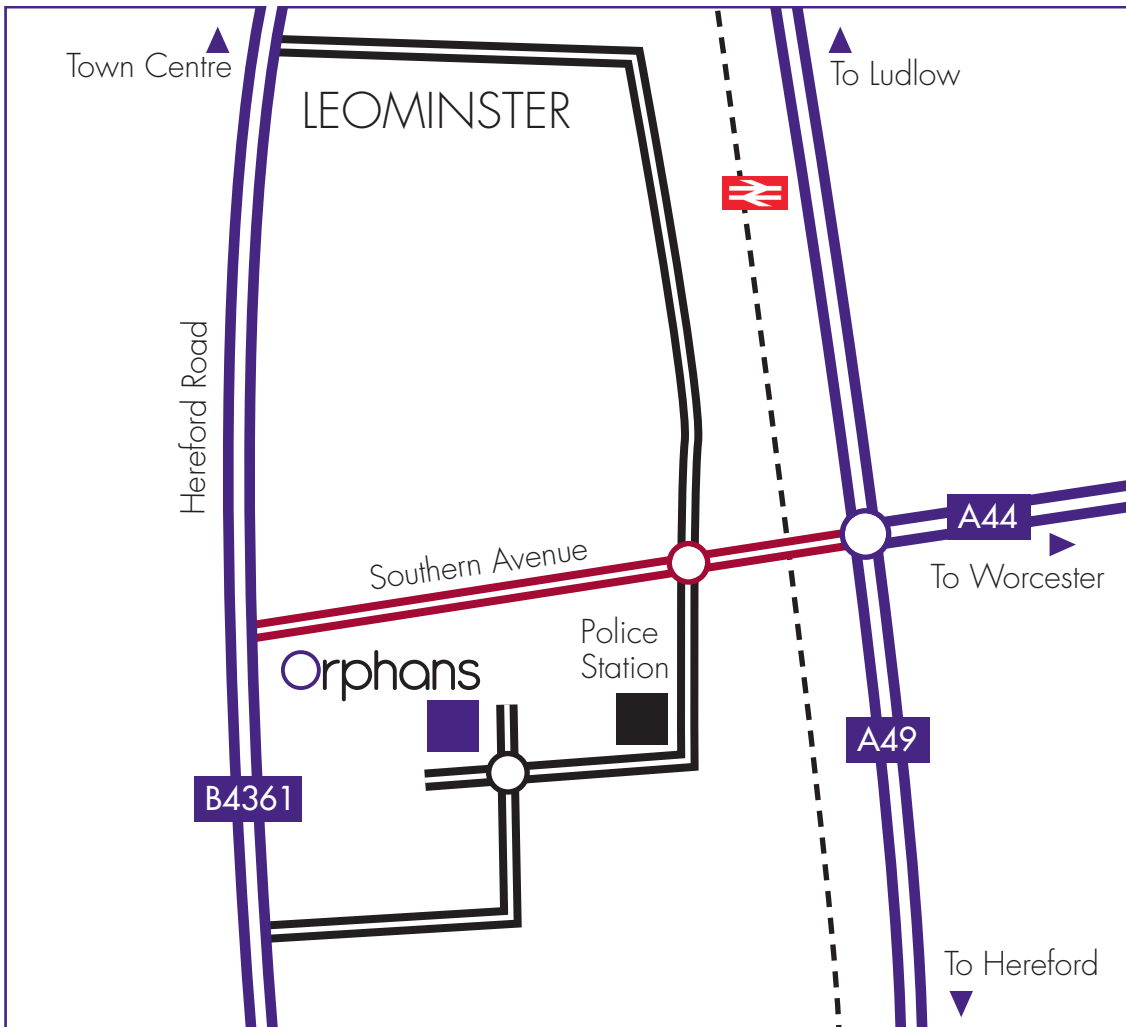 Town Centre
To Ludlow
LEOMINSTER
Hereford Road
A44
Southern Avenue
To Worcester
Police
Station
Orphans
A49
B4361
To Hereford